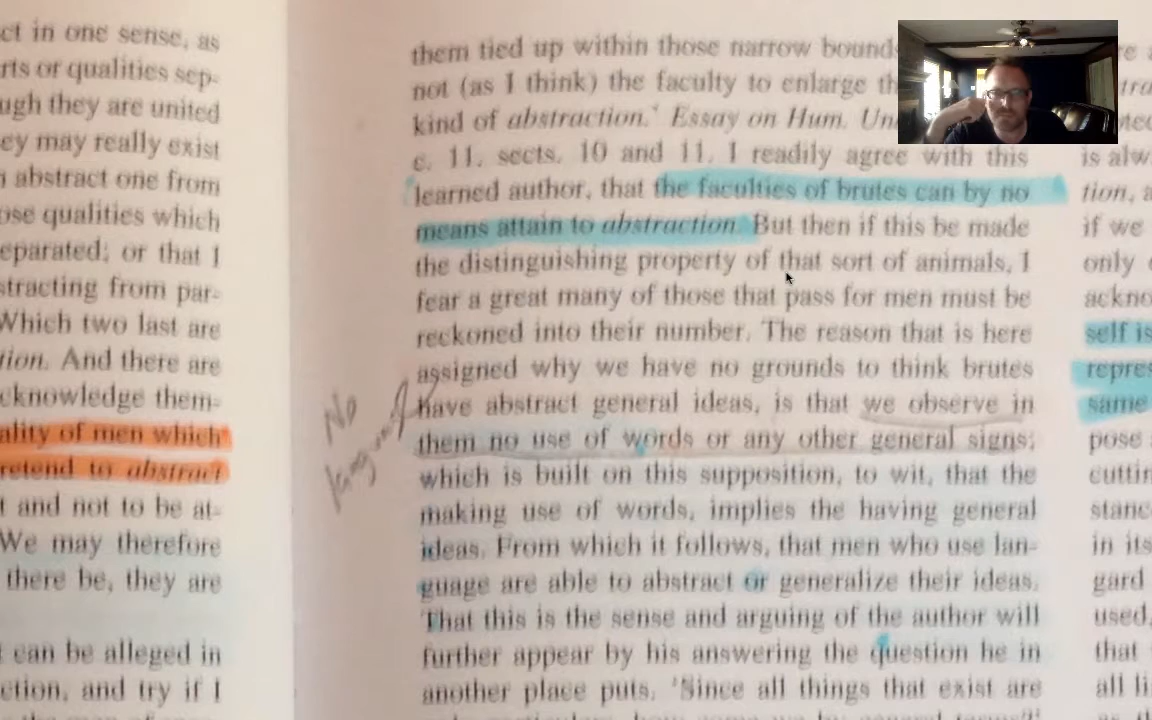 ct in one sense, as
rts or qualities sep-
ugh they are united
ey may really exist
n abstract one from
ose qualities which
eparated; or that I
stracting from par-
Which two last are
tion. And there are
cknowledge them-
ality of men which
retend to abstract
t and not to be at-
We may therefore
there be, they are
t can be alleged in
ction, and try if I
them tied up within those narrow bounds
not (as I think) the faculty to enlarge th
kind of abstraction.' Essay on Hum. Un
c. 11. sects. 10 and 11. I readily agree with this
learned author, that the faculties of brutes can by no
means attain to abstraction. But then if this be made
the distinguishing property of that sort of animals, I
fear a great many of those that pass for men must be
reckoned into their number. The reason that is here
assigned why we have no grounds to think brutes
have abstract general ideas, is that we observe in
them no use of words or any other general signs;
which is built on this supposition, to wit, that the
making use of words, implies the having general
ideas. From which it follows, that men who use lan-
guage are able to abstract or generalize their ideas.
That this is the sense and arguing of the author will
further appear by his answering the question he in
another place puts. 'Since all things that exist are
No
is alw
tion, a
if we
only
ackno
self is
repres
same
pose
cuttin
stanc
in its
gard
used,
that
all li